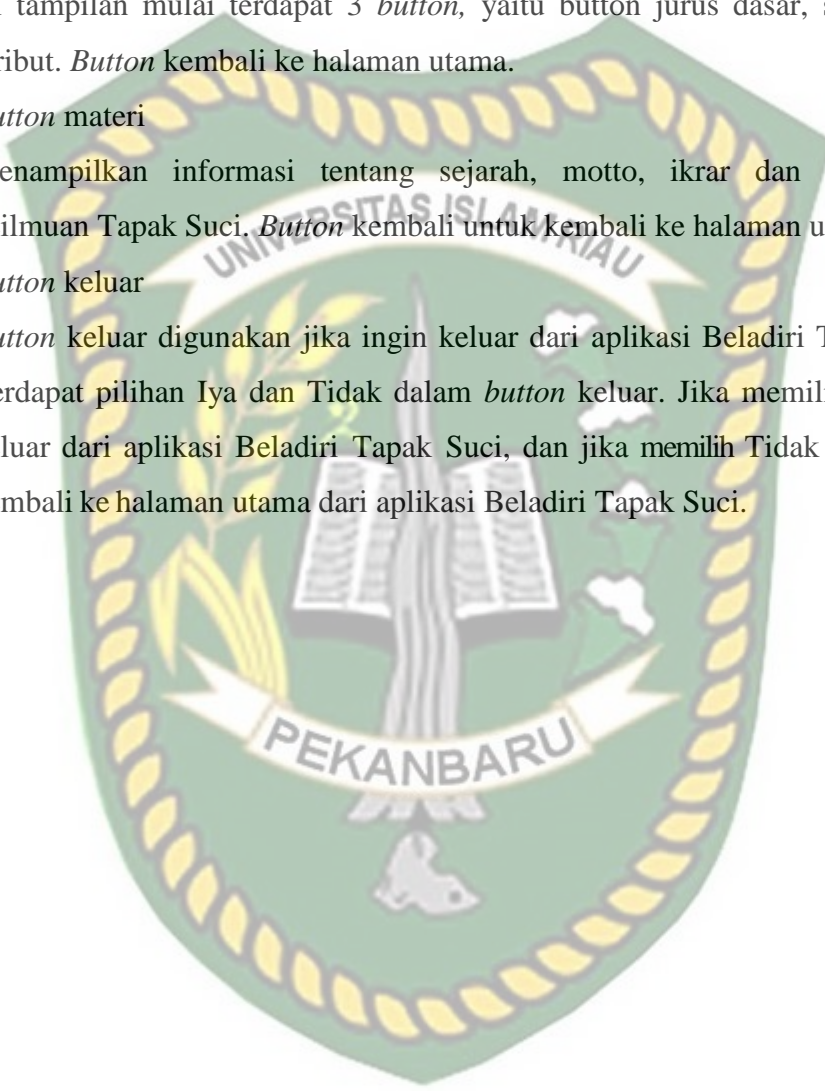 tampilan mulai terdapat 3 button, yaitu button jurus dasar,
ribut. Button kembali ke halaman utama.
utton materi
enampilkan informasi tentang sejarah, motto, ikrar dan
ilmuan Tapak Suci. Button kembali untuk kembali ke halaman u
utton keluar
utton keluar digunakan jika ingin keluar dari aplikasi Beladiri T
erdapat pilihan Iya dan Tidak dalam button keluar. Jika memili
luar dari aplikasi Beladiri Tapak Suci, dan jika memilih Tidak
mbali ke halaman utama dari aplikasi Beladiri Tapak Suci.
UNIVERSITAS ISLAM RIAU
PEKANBARU